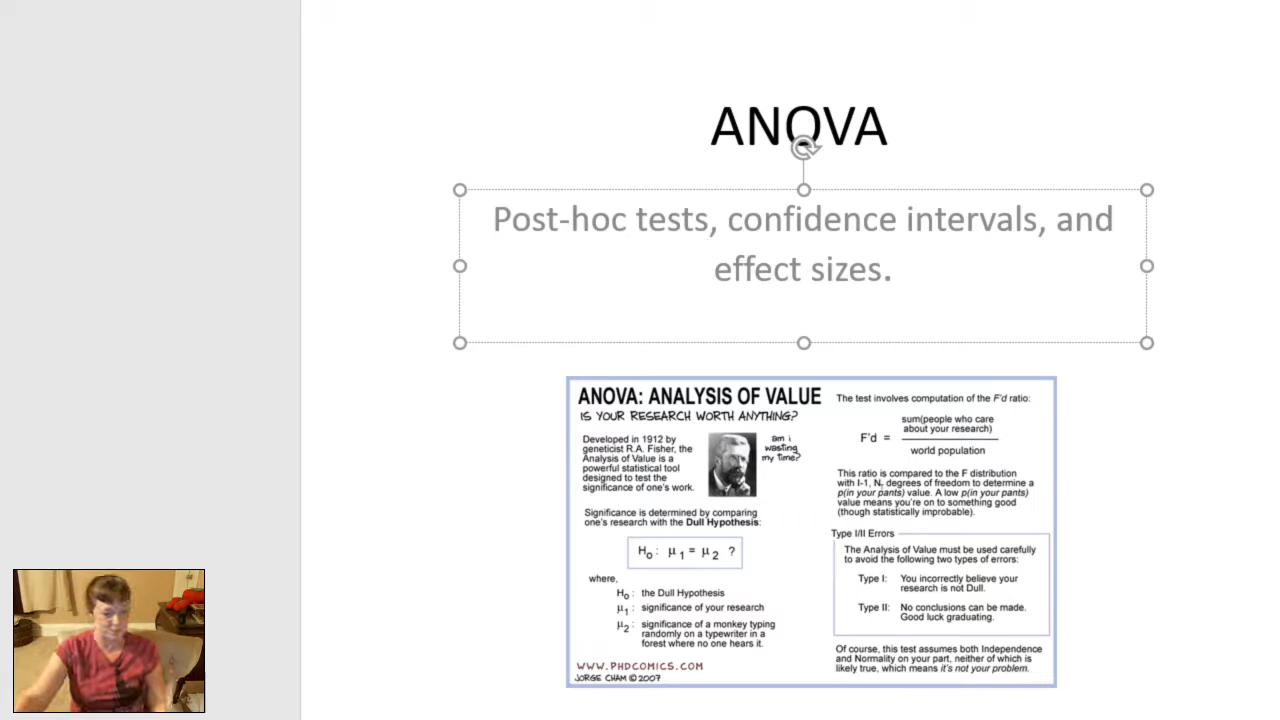 ANOVA
Post-hoc tests, confidence intervals, and
effect sizes.
ANOVA: ANALYSIS OF VALUE
IS YOUR RESEARCH WORTH ANYTHING?
Developed in 1912 by
geneticist R.A. Fisher, the
Analysis of Value is a
powerful statistical tool
designed to test the
significance of one's work.
am i
wasting
my time?
Significance is determined by comparing
one's research with the Dull Hypothesis:
H₀ : μ₁ = μ₂ ?
where,
H₀ : the Dull Hypothesis
μ₁ : significance of your research
μ₂ : significance of a monkey typing
randomly on a typewriter in a
forest where no one hears it.
WWW.PHDCOMICS.COM
JORGE CHAM © 2007
The test involves computation of the F'd ratio:
F'd = sum(people who care
about your research)
world population
This ratio is compared to the F distribution
with I-1, Nᴛ degrees of freedom to determine a
p(in your pants) value. A low p(in your pants)
value means you're on to something good
(though statistically improbable).
Type I/II Errors
The Analysis of Value must be used carefully
to avoid the following two types of errors:
Type I: You incorrectly believe your
research is not Dull.
Type II: No conclusions can be made.
Good luck graduating.
Of course, this test assumes both Independence
and Normality on your part, neither of which is
likely true, which means it's not your problem.